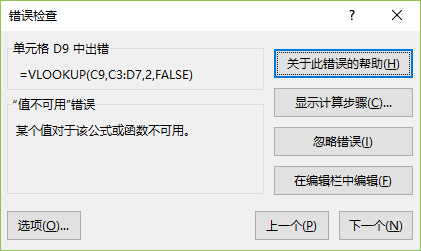 错误检查
?
单元格 D9 中出错
=VLOOKUP(C9,C3:D7,2,FALSE)
关于此错误的帮助(H)
显示计算步骤(C)...
“值不可用”错误
某个值对于该公式或函数不可用。
忽略错误(I)
在编辑栏中编辑(F)
选项(O)...
上一个(P)
下一个(N)